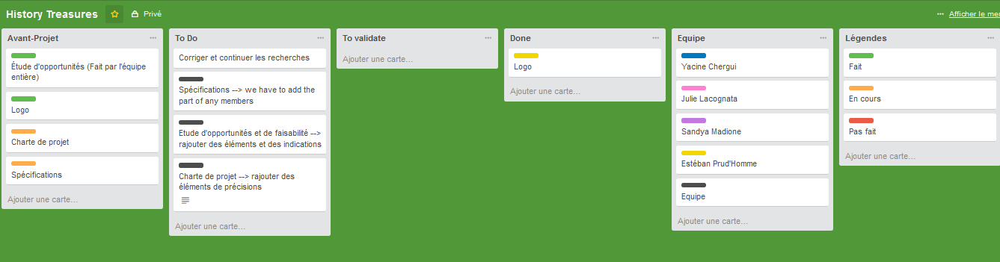 History Treasures
Privé
Afficher le me
Avant-Projet
Étude d'opportunités (Fait par l'équipe
entière)
Logo
Charte de projet
Spécifications
Ajouter une carte...
To Do
Corriger et continuer les recherches
Spécifications --> we have to add the
part of any members
Etude d'opportunités et de faisabilité -->
rajouter des éléments et des indications
Charte de projet --> rajouter des
éléments de précisions
Ajouter une carte...
To validate
Ajouter une carte...
Done
Logo
Ajouter une carte...
Equipe
Yacine Chergui
Julie Lacognata
Sandya Madione
Estéban Prud'Homme
Equipe
Ajouter une carte...
Légendes
Fait
En cours
Pas fait
Ajouter une carte...